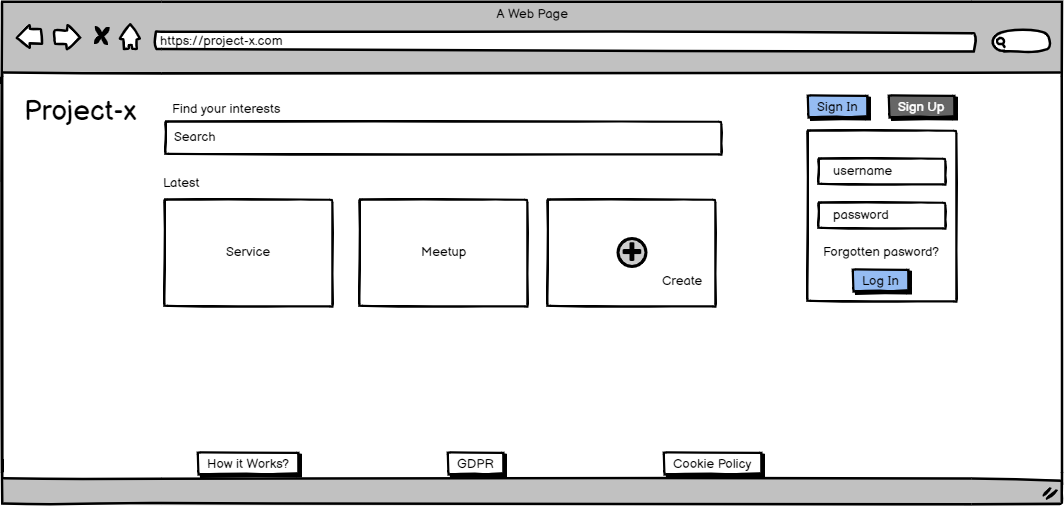 A Web Page
https://project-x.com
Project-x
Find your interests
Search
Sign In
Sign Up
username
password
Forgotten pasword?
Log In
Latest
Service
Meetup
Create
How it Works?
GDPR
Cookie Policy